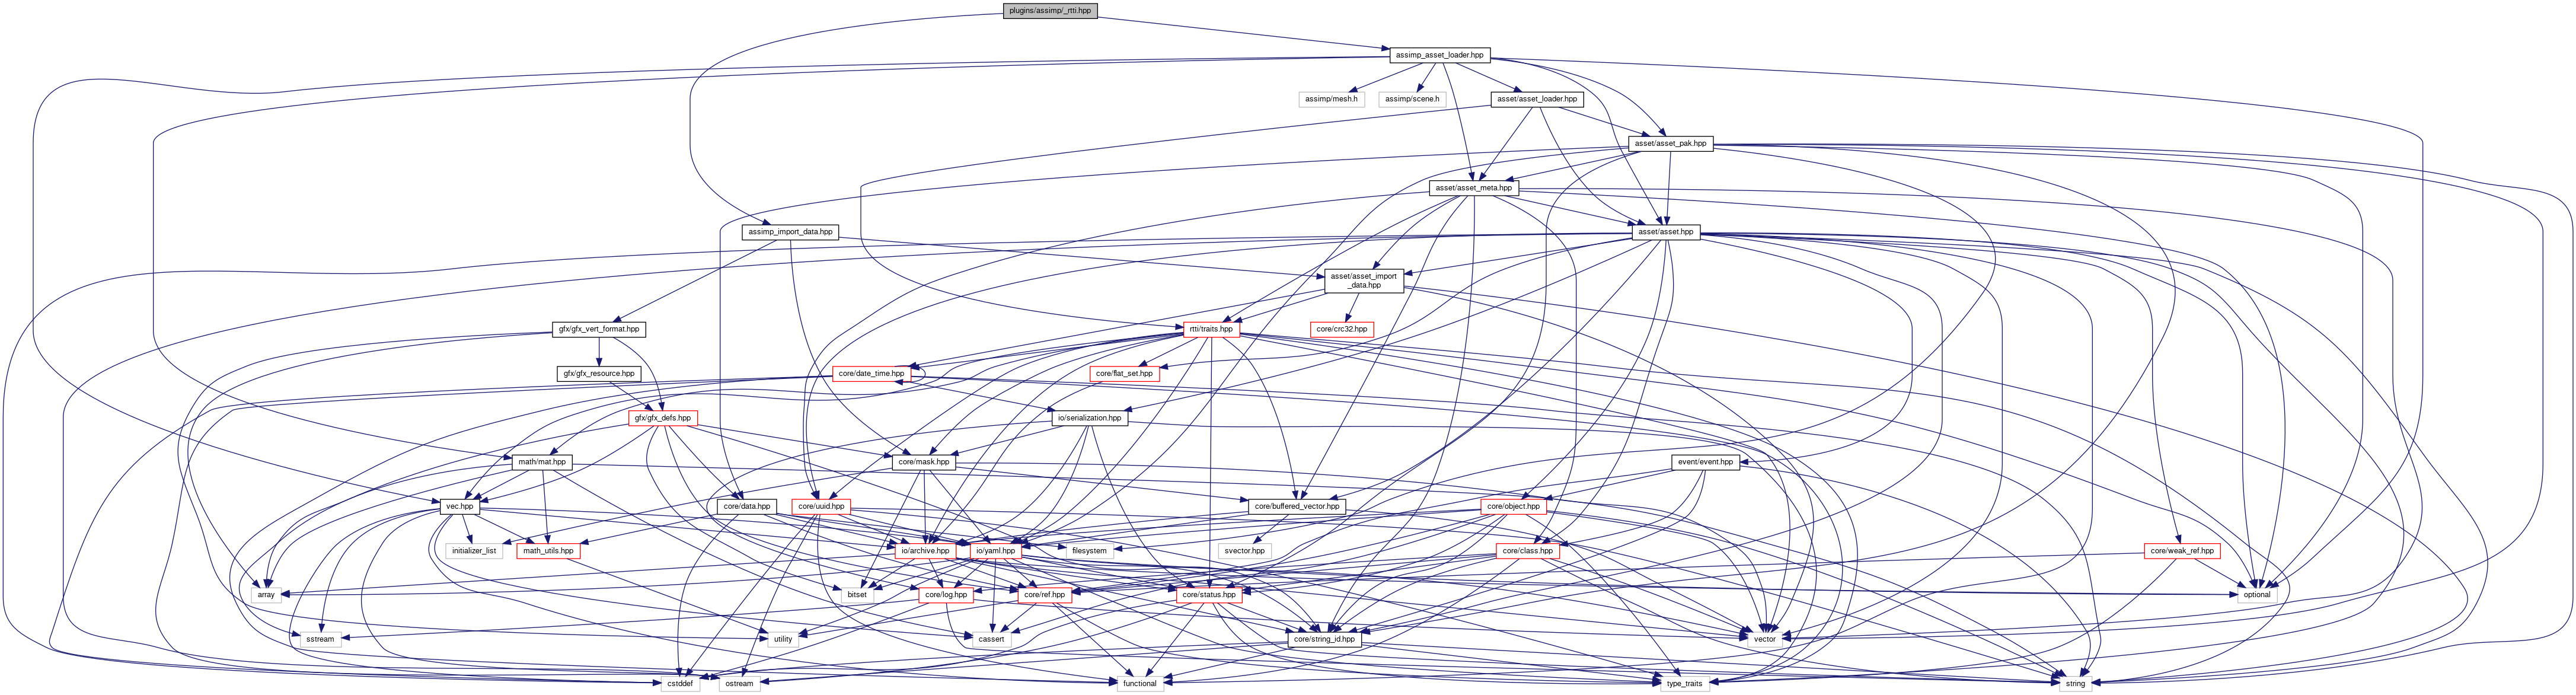 plugins/assimp/_rtti.hpp
assimp_asset_loader.hpp
assimp/mesh.h
assimp/scene.h
asset/asset_loader.hpp
asset/asset_pak.hpp
asset/asset_meta.hpp
assimp_import_data.hpp
asset/asset.hpp
asset/asset_import
_data.hpp
gfx/gfx_vert_format.hpp
rtti/traits.hpp
core/crc32.hpp
gfx/gfx_resource.hpp
core/date_time.hpp
core/flat_set.hpp
gfx/gfx_defs.hpp
io/serialization.hpp
math/mat.hpp
core/mask.hpp
event/event.hpp
vec.hpp
core/data.hpp
core/uuid.hpp
core/buffered_vector.hpp
core/object.hpp
initializer_list
math_utils.hpp
io/archive.hpp
io/yaml.hpp
filesystem
svector.hpp
core/class.hpp
core/weak_ref.hpp
array
bitset
core/log.hpp
core/ref.hpp
core/status.hpp
optional
sstream
utility
cassert
core/string_id.hpp
vector
cstddef
ostream
functional
type_traits
string